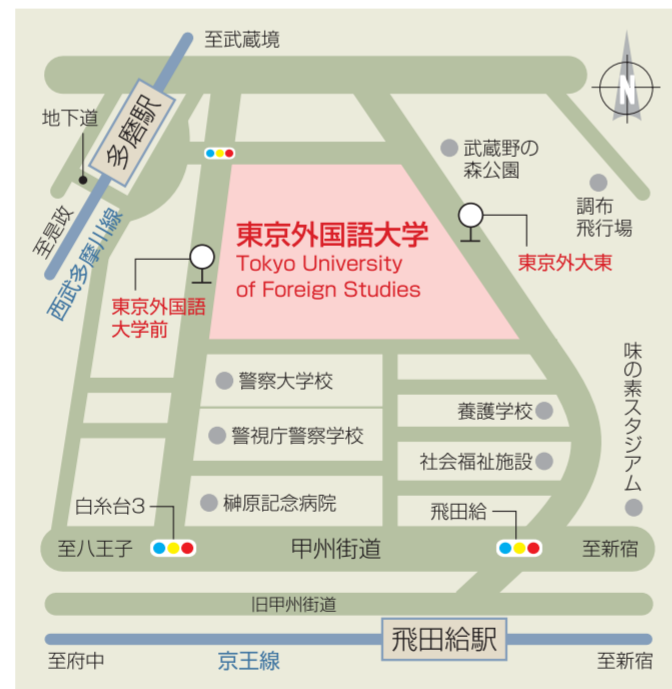 至武蔵境
N
地下道
多磨駅
武蔵野の
森公園
調布
飛行場
至是政
西武多摩川線
東京外国語大学
Tokyo University
of Foreign Studies
東京外大東
東京外国語
大学前
味の素スタジアム
警察大学校
養護学校
警視庁警察学校
社会福祉施設
白糸台3
榊原記念病院
飛田給
至八王子
甲州街道
至新宿
旧甲州街道
飛田給駅
至府中
京王線
至新宿